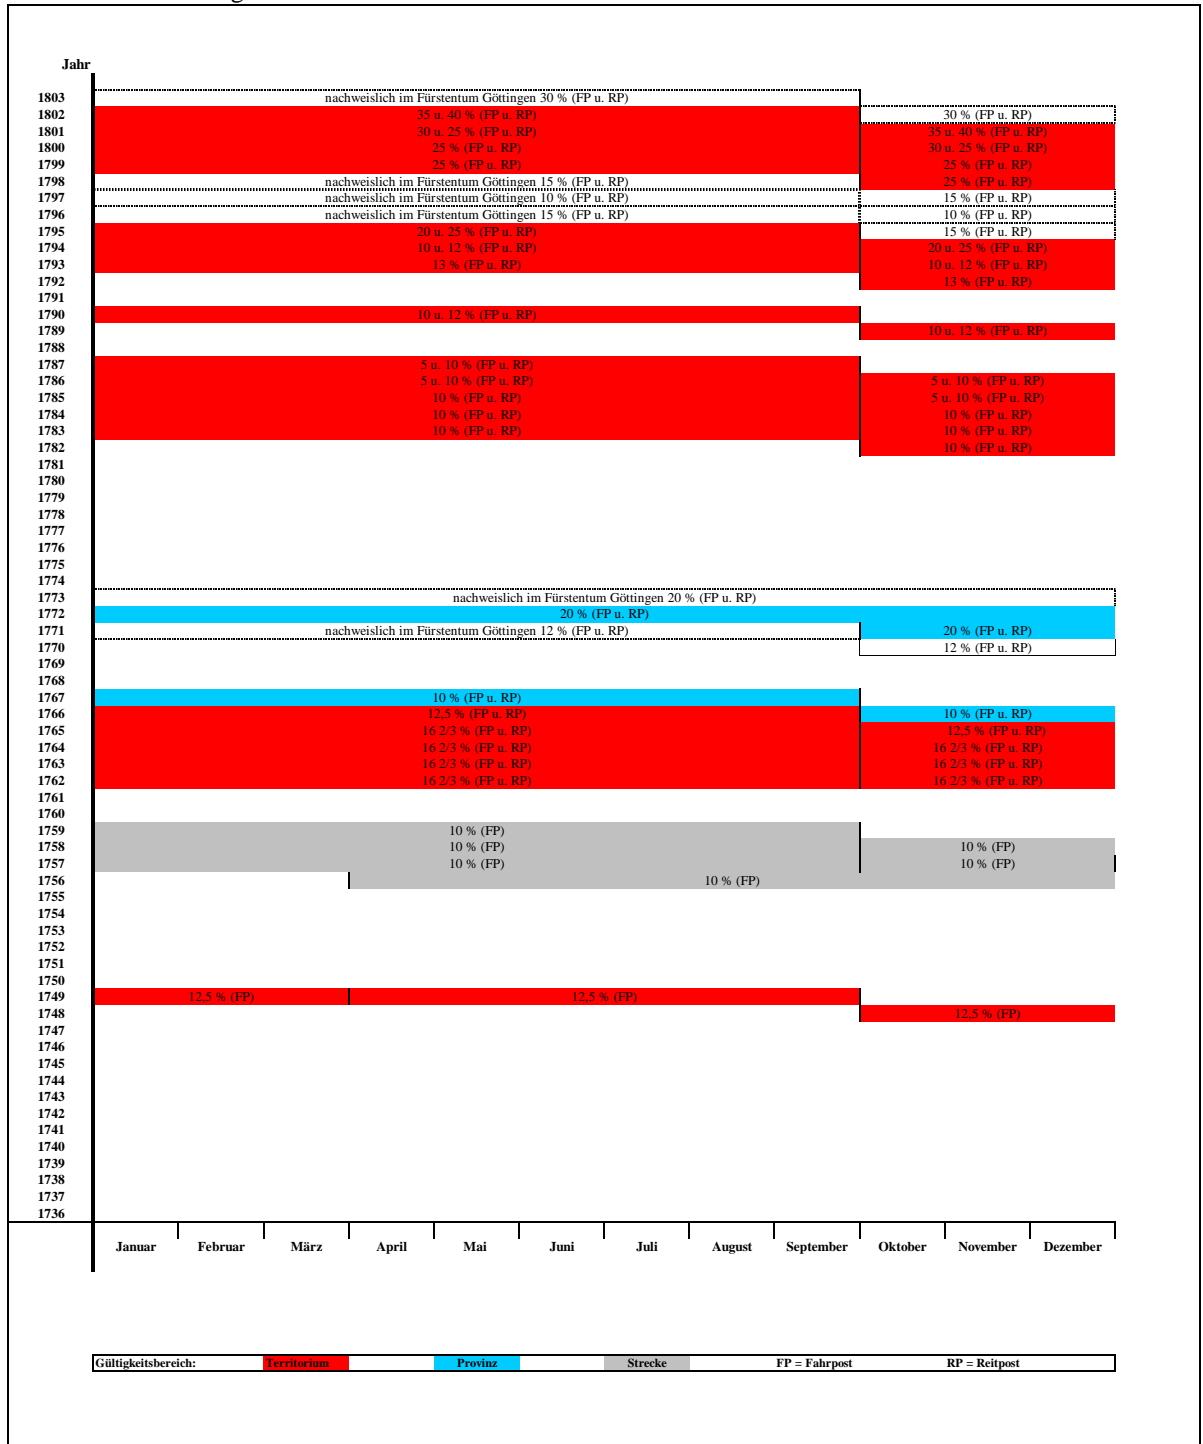 Jahr
1803 nachweislich im Fürstentum Göttingen 30 % (FP u. RP)
1802 35 u. 40 % (FP u. RP) 30 % (FP u. RP)
1801 30 u. 25 % (FP u. RP) 35 u. 40 % (FP u. RP)
1800 25 % (FP u. RP) 30 u. 25 % (FP u. RP)
1799 25 % (FP u. RP) 25 % (FP u. RP)
1798 nachweislich im Fürstentum Göttingen 15 % (FP u. RP) 25 % (FP u. RP)
1797 nachweislich im Fürstentum Göttingen 10 % (FP u. RP) 15 % (FP u. RP)
1796 nachweislich im Fürstentum Göttingen 15 % (FP u. RP) 10 % (FP u. RP)
1795 20 u. 25 % (FP u. RP) 15 % (FP u. RP)
1794 10 u. 12 % (FP u. RP) 20 u. 25 % (FP u. RP)
1793 13 % (FP u. RP) 10 u. 12 % (FP u. RP)
1792 13 % (FP u. RP)
1791
1790 10 u. 12 % (FP u. RP)
1789 10 u. 12 % (FP u. RP)
1788
1787 5 u. 10 % (FP u. RP)
1786 5 u. 10 % (FP u. RP) 5 u. 10 % (FP u. RP)
1785 10 % (FP u. RP) 5 u. 10 % (FP u. RP)
1784 10 % (FP u. RP) 10 % (FP u. RP)
1783 10 % (FP u. RP) 10 % (FP u. RP)
1782 10 % (FP u. RP)
1781
1780
1779
1778
1777
1776
1775
1774
1773 nachweislich im Fürstentum Göttingen 20 % (FP u. RP)
1772 20 % (FP u. RP)
1771 nachweislich im Fürstentum Göttingen 12 % (FP u. RP) 20 % (FP u. RP)
1770 12 % (FP u. RP)
1769
1768
1767 10 % (FP u. RP)
1766 12,5 % (FP u. RP) 10 % (FP u. RP)
1765 16 2/3 % (FP u. RP) 12,5 % (FP u. RP)
1764 16 2/3 % (FP u. RP) 16 2/3 % (FP u. RP)
1763 16 2/3 % (FP u. RP) 16 2/3 % (FP u. RP)
1762 16 2/3 % (FP u. RP) 16 2/3 % (FP u. RP)
1761
1760
1759 10 % (FP)
1758 10 % (FP) 10 % (FP)
1757 10 % (FP) 10 % (FP)
1756 10 % (FP)
1755
1754
1753
1752
1751
1750
1749 12,5 % (FP) 12,5 % (FP)
1748 12,5 % (FP)
1747
1746
1745
1744
1743
1742
1741
1740
1739
1738
1737
1736
Januar Februar März April Mai Juni Juli August September Oktober November Dezember
Gültigkeitsbereich: Territorium Provinz Strecke FP = Fahrpost RP = Reitpost